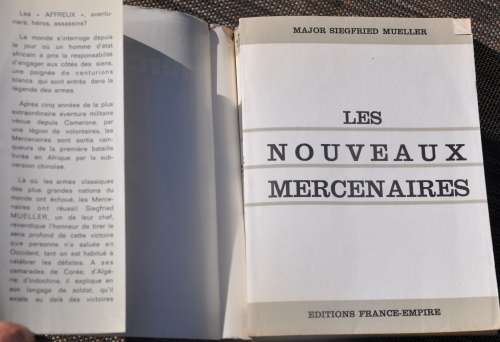 Les « AFFREUX », aventu-
riers, héros, assassins?
Le monde s'interroge depuis
le jour où un homme d'état
africain a pris la responsabilité
d'engager aux côtés des siens,
une poignée de centurions
blancs qui sont entrés dans la
légende des armes.
Après cinq années de la plus
extraordinaire aventure militaire
vécue depuis Camerone, par
une légion de volontaires, les
Mercenaires sont sortis vain-
queurs de la première bataille
livrée en Afrique par la sub-
version chinoise.
Là où les armes classiques
des plus grandes nations du
monde ont échoué, les Merce-
naires ont réussi. Siegfried
MUELLER, un de leur chef,
revendique l'honneur de tirer le
sens profond de cette victoire
que personne n'a saluée en
Occident, tant on est habitué à
célébrer les défaites. A ses
camarades de Corée, d'Algé-
rie, d'Indochine, il explique en
son langage de soldat, qu'il
existe au delà des victoires
MAJOR SIEGFRIED MUELLER
LES
NOUVEAUX
MERCENAIRES
EDITIONS FRANCE-EMPIRE